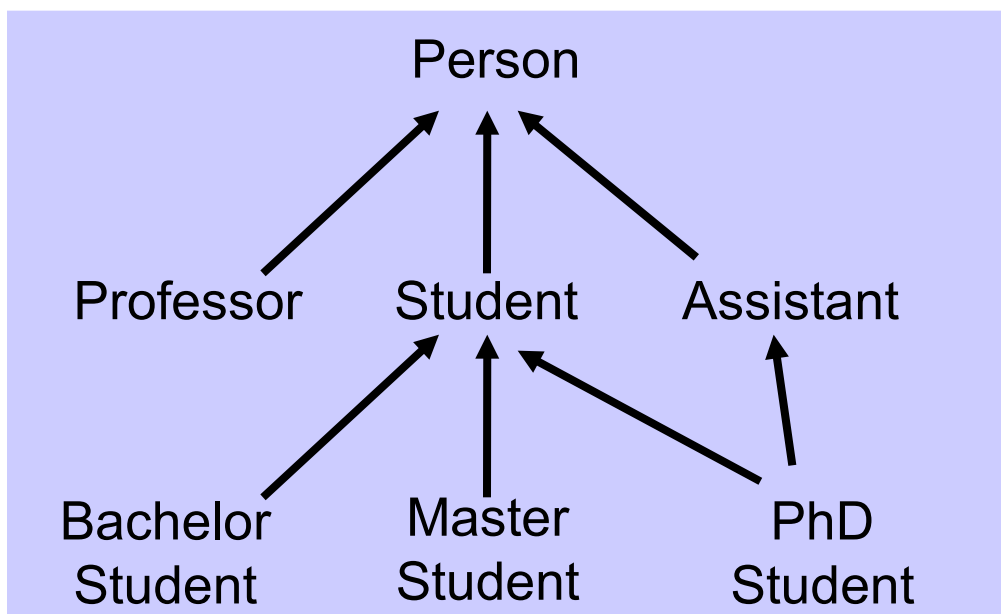 Person
Professor
Student
Assistant
Bachelor
Student
Master
Student
PhD
Student